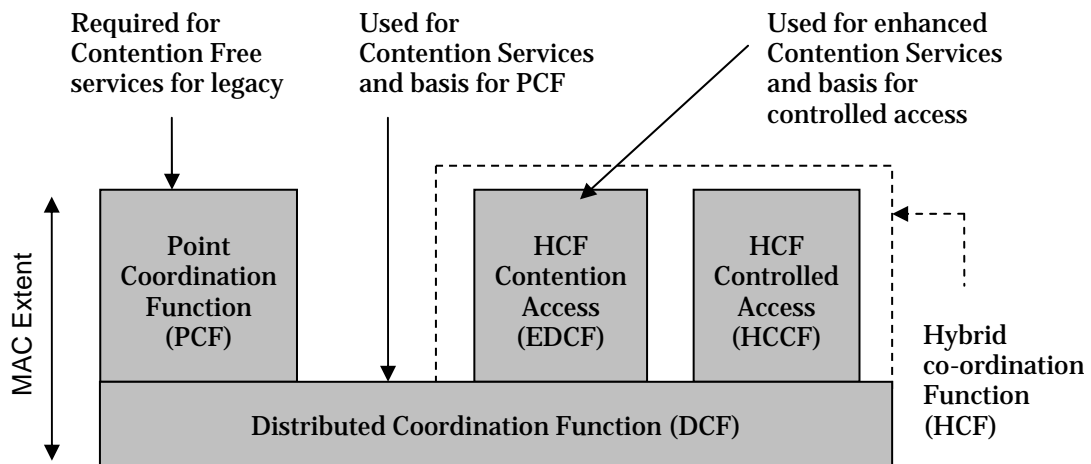 Required for
Contention Free
services for legacy
Used for
Contention Services
and basis for PCF
Used for enhanced
Contention Services
and basis for
controlled access
MAC Extent
Point
Coordination
Function
(PCF)
HCF
Contention
Access
(EDCF)
HCF
Controlled
Access
(HCCF)
Hybrid
co-ordination
Function
(HCF)
Distributed Coordination Function (DCF)